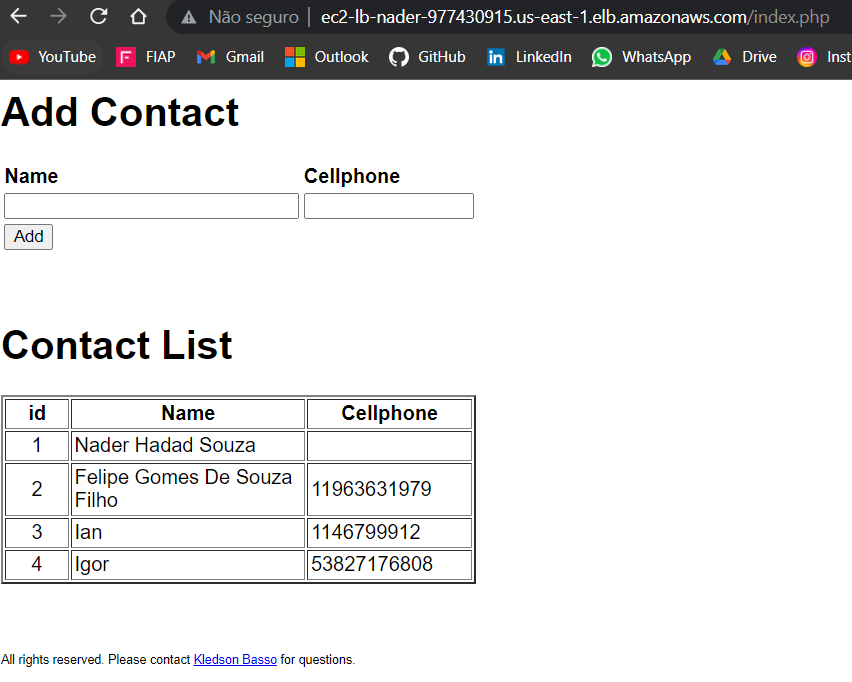 Não seguro | ec2-lb-nader-977430915.us-east-1.elb.amazonaws.com/index.php
YouTube FIAP Gmail Outlook GitHub LinkedIn WhatsApp Drive Inst
Add Contact
Name Cellphone
Add
Contact List
id Name Cellphone
1 Nader Hadad Souza
2 Felipe Gomes De Souza
Filho 11963631979
3 Ian 1146799912
4 Igor 53827176808
All rights reserved. Please contact Kledson Basso for questions.